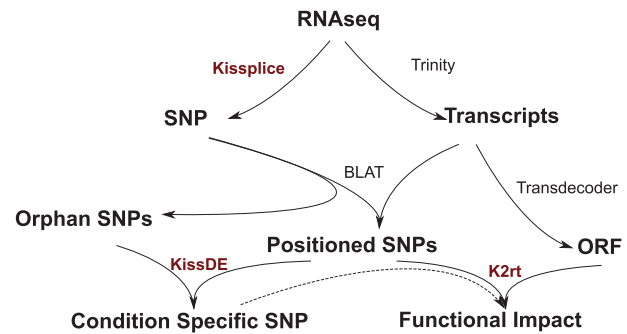 RNAseq
Kissplice
Trinity
SNP
Transcripts
BLAT
Transdecoder
Orphan SNPs
Positioned SNPs
ORF
KissDE
K2rt
Condition Specific SNP
Functional Impact